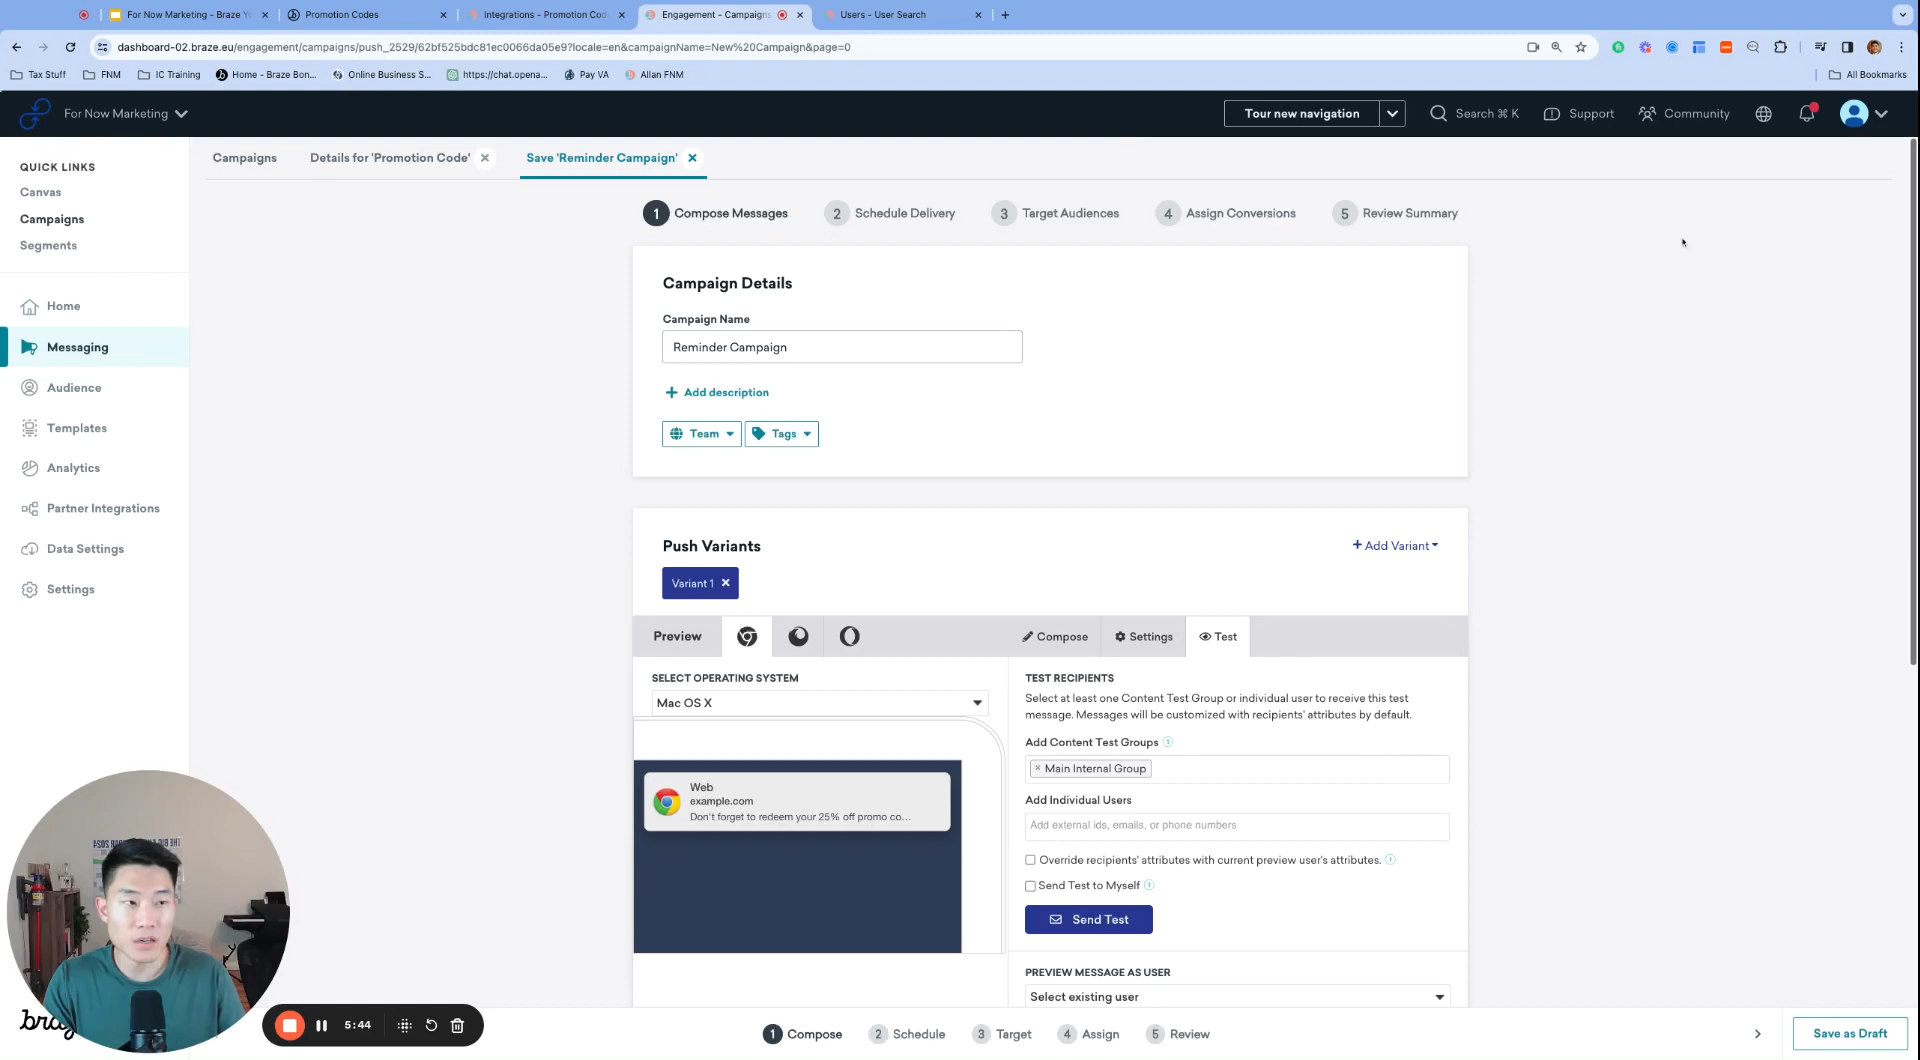 For Now Marketing - Braze Y
Promotion Codes
Integrations - Promotion Cod
Engagement - Campaigns
Users - User Search
dashboard-02.braze.eu/engagement/campaigns/push_2529/62bf525bdc81ec0066da05e9?locale=en&campaignName=New%20Campaign&page=0
Tax Stuff
FNM
IC Training
Home - Braze Bon...
Online Business S...
https://chat.opena...
Pay VA
Allan FNM
All Bookmarks
For Now Marketing
Tour new navigation
Search ⌘ K
Support
Community
QUICK LINKS
Canvas
Campaigns
Segments
Home
Messaging
Audience
Templates
Analytics
Partner Integrations
Data Settings
Settings
Campaigns
Details for 'Promotion Code'
Save 'Reminder Campaign'
1 Compose Messages
2 Schedule Delivery
3 Target Audiences
4 Assign Conversions
5 Review Summary
Campaign Details
Campaign Name
Reminder Campaign
+ Add description
Team
Tags
Push Variants
+ Add Variant
Variant 1
Preview
Compose
Settings
Test
SELECT OPERATING SYSTEM
Mac OS X
Web
example.com
Don't forget to redeem your 25% off promo co...
TEST RECIPIENTS
Select at least one Content Test Group or individual user to receive this test
message. Messages will be customized with recipients' attributes by default.
Add Content Test Groups
× Main Internal Group
Add Individual Users
Add external ids, emails, or phone numbers
Override recipients' attributes with current preview user's attributes.
Send Test to Myself
Send Test
PREVIEW MESSAGE AS USER
Select existing user
5:44
1 Compose
2 Schedule
3 Target
4 Assign
5 Review
Save as Draft